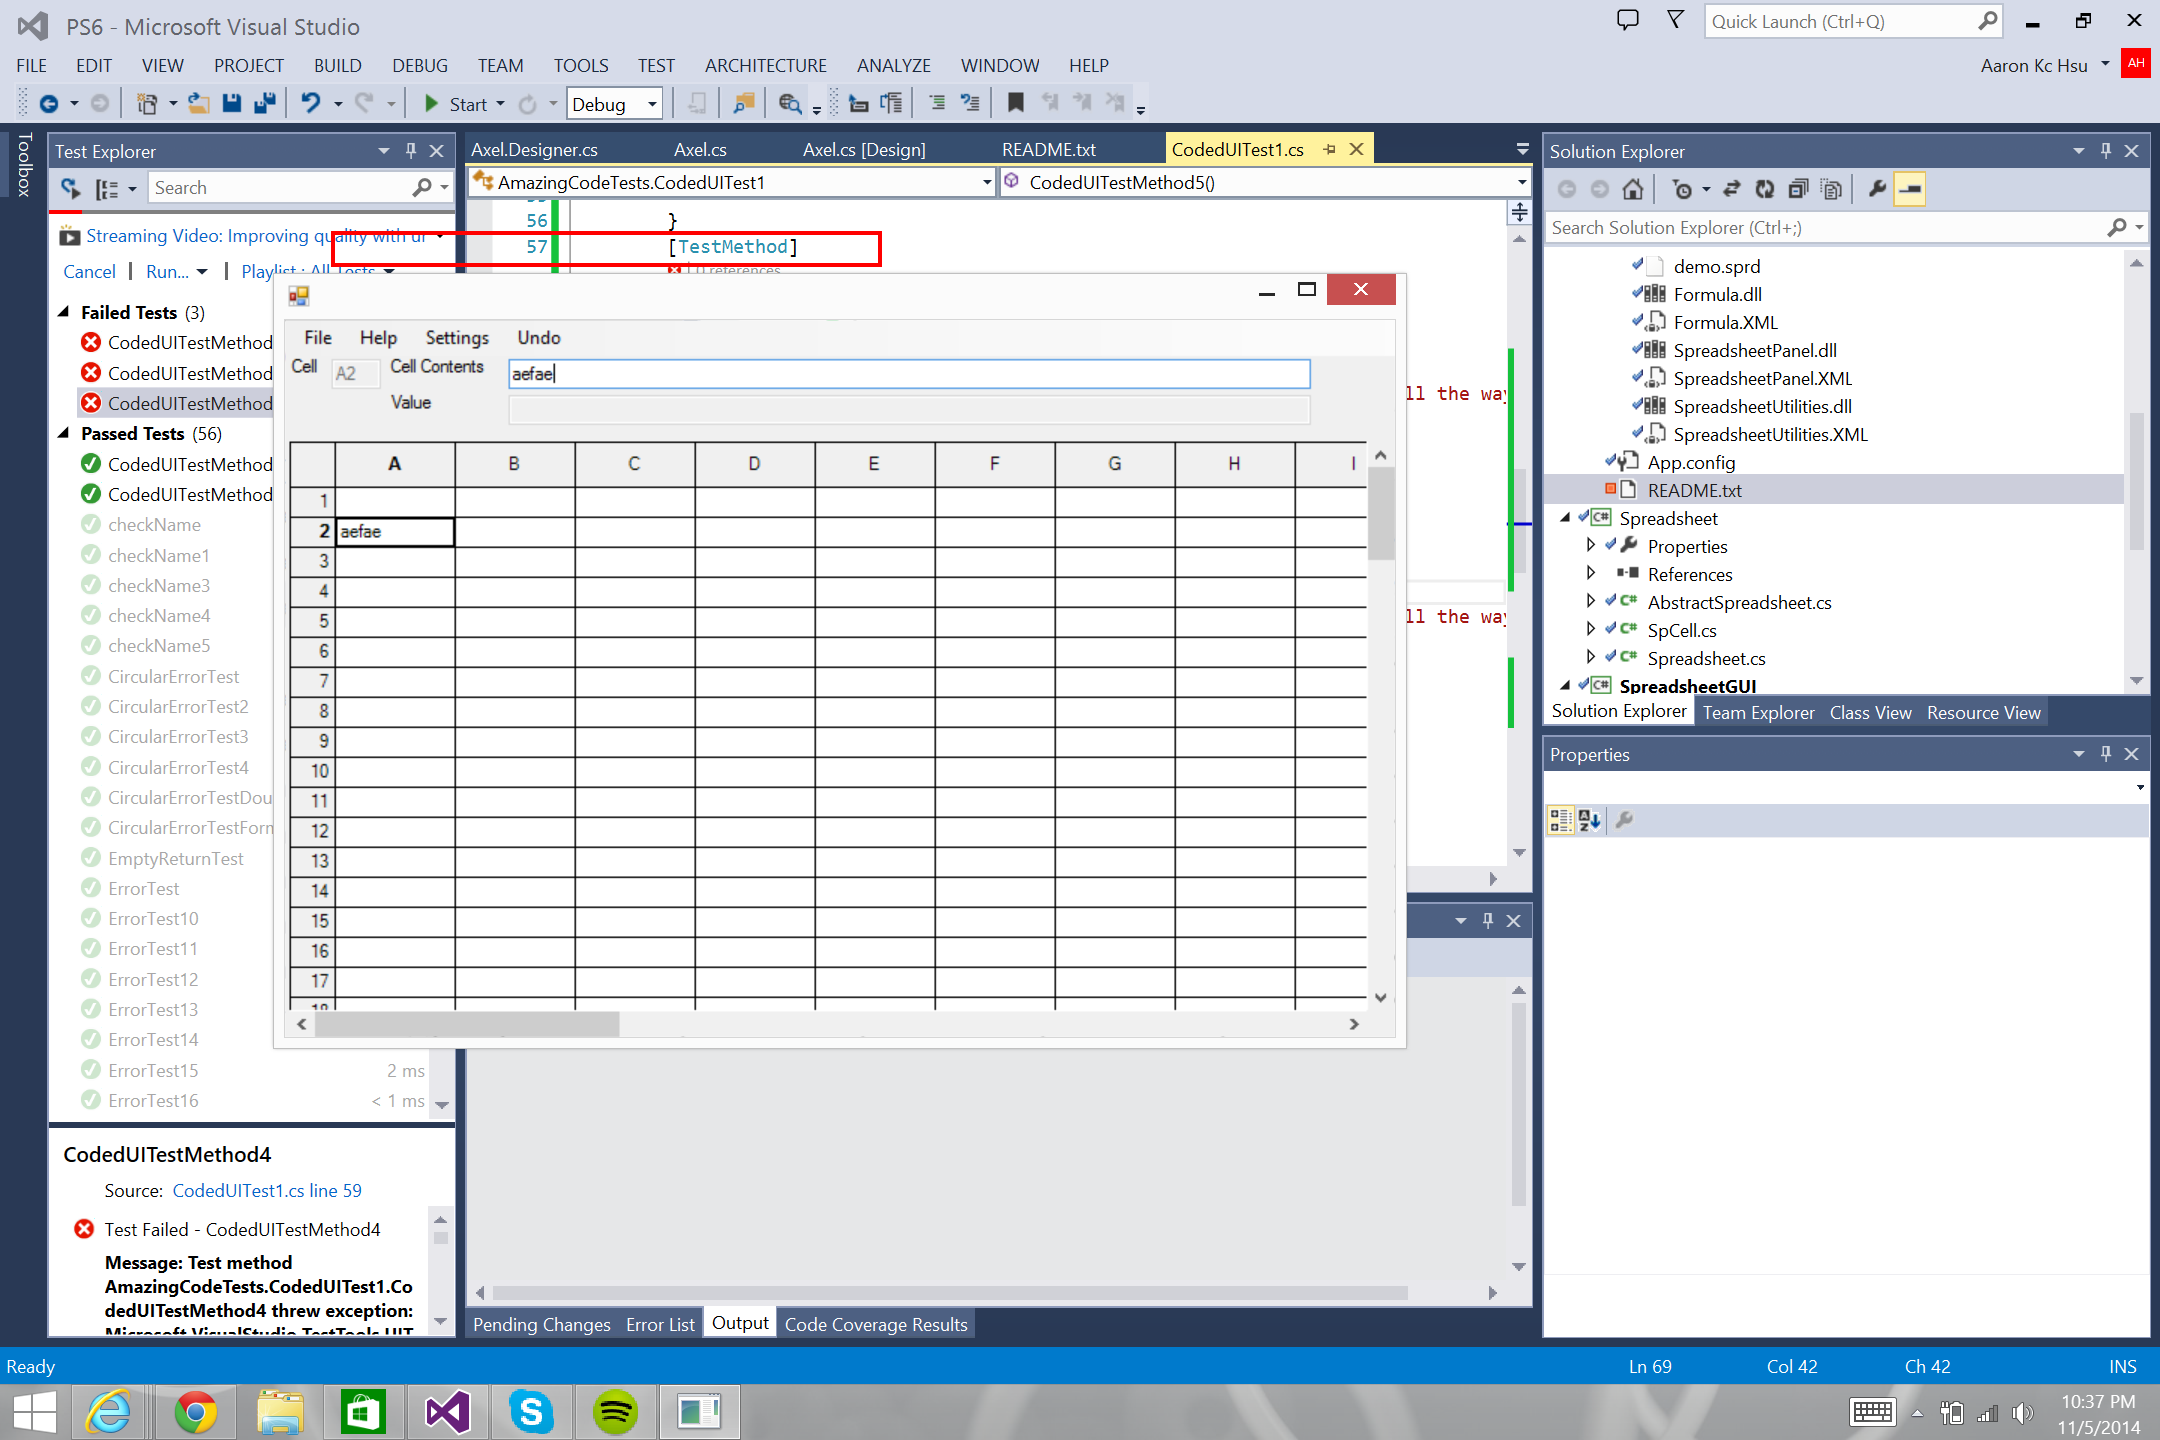 PS6 - Microsoft Visual Studio
Quick Launch (Ctrl+Q)
FILE EDIT VIEW PROJECT BUILD DEBUG TEAM TOOLS TEST ARCHITECTURE ANALYZE WINDOW HELP
Aaron Kc Hsu AH
Start Debug
Toolbox
Test Explorer
Search
Streaming Video: Improving quality with ui
Cancel Run... Playlist : All Tests
Failed Tests (3)
CodedUITestMethod
CodedUITestMethod
CodedUITestMethod
Passed Tests (56)
CodedUITestMethod
CodedUITestMethod
checkName
checkName1
checkName3
checkName4
checkName5
CircularErrorTest
CircularErrorTest2
CircularErrorTest3
CircularErrorTest4
CircularErrorTestDou
CircularErrorTestForm
EmptyReturnTest
ErrorTest
ErrorTest10
ErrorTest11
ErrorTest12
ErrorTest13
ErrorTest14
ErrorTest15 2 ms
ErrorTest16 < 1 ms
CodedUITestMethod4
Source: CodedUITest1.cs line 59
Test Failed - CodedUITestMethod4
Message: Test method
AmazingCodeTests.CodedUITest1.Co
dedUITestMethod4 threw exception:
Microsoft.VisualStudio.TestTools.UIT
Axel.Designer.cs Axel.cs Axel.cs [Design] README.txt CodedUITest1.cs
AmazingCodeTests.CodedUITest1 CodedUITestMethod5()
56 }
57 [TestMethod]
0 references
ll the way
ll the way
File Help Settings Undo
Cell A2 Cell Contents aefae
Value
A B C D E F G H I
1
2 aefae
3
4
5
6
7
8
9
10
11
12
13
14
15
16
17
18
Pending Changes Error List Output Code Coverage Results
Solution Explorer
Search Solution Explorer (Ctrl+;)
demo.sprd
Formula.dll
Formula.XML
SpreadsheetPanel.dll
SpreadsheetPanel.XML
SpreadsheetUtilities.dll
SpreadsheetUtilities.XML
App.config
README.txt
C# Spreadsheet
Properties
References
C# AbstractSpreadsheet.cs
C# SpCell.cs
C# Spreadsheet.cs
C# SpreadsheetGUI
Solution Explorer Team Explorer Class View Resource View
Properties
Ready Ln 69 Col 42 Ch 42 INS
10:37 PM
11/5/2014